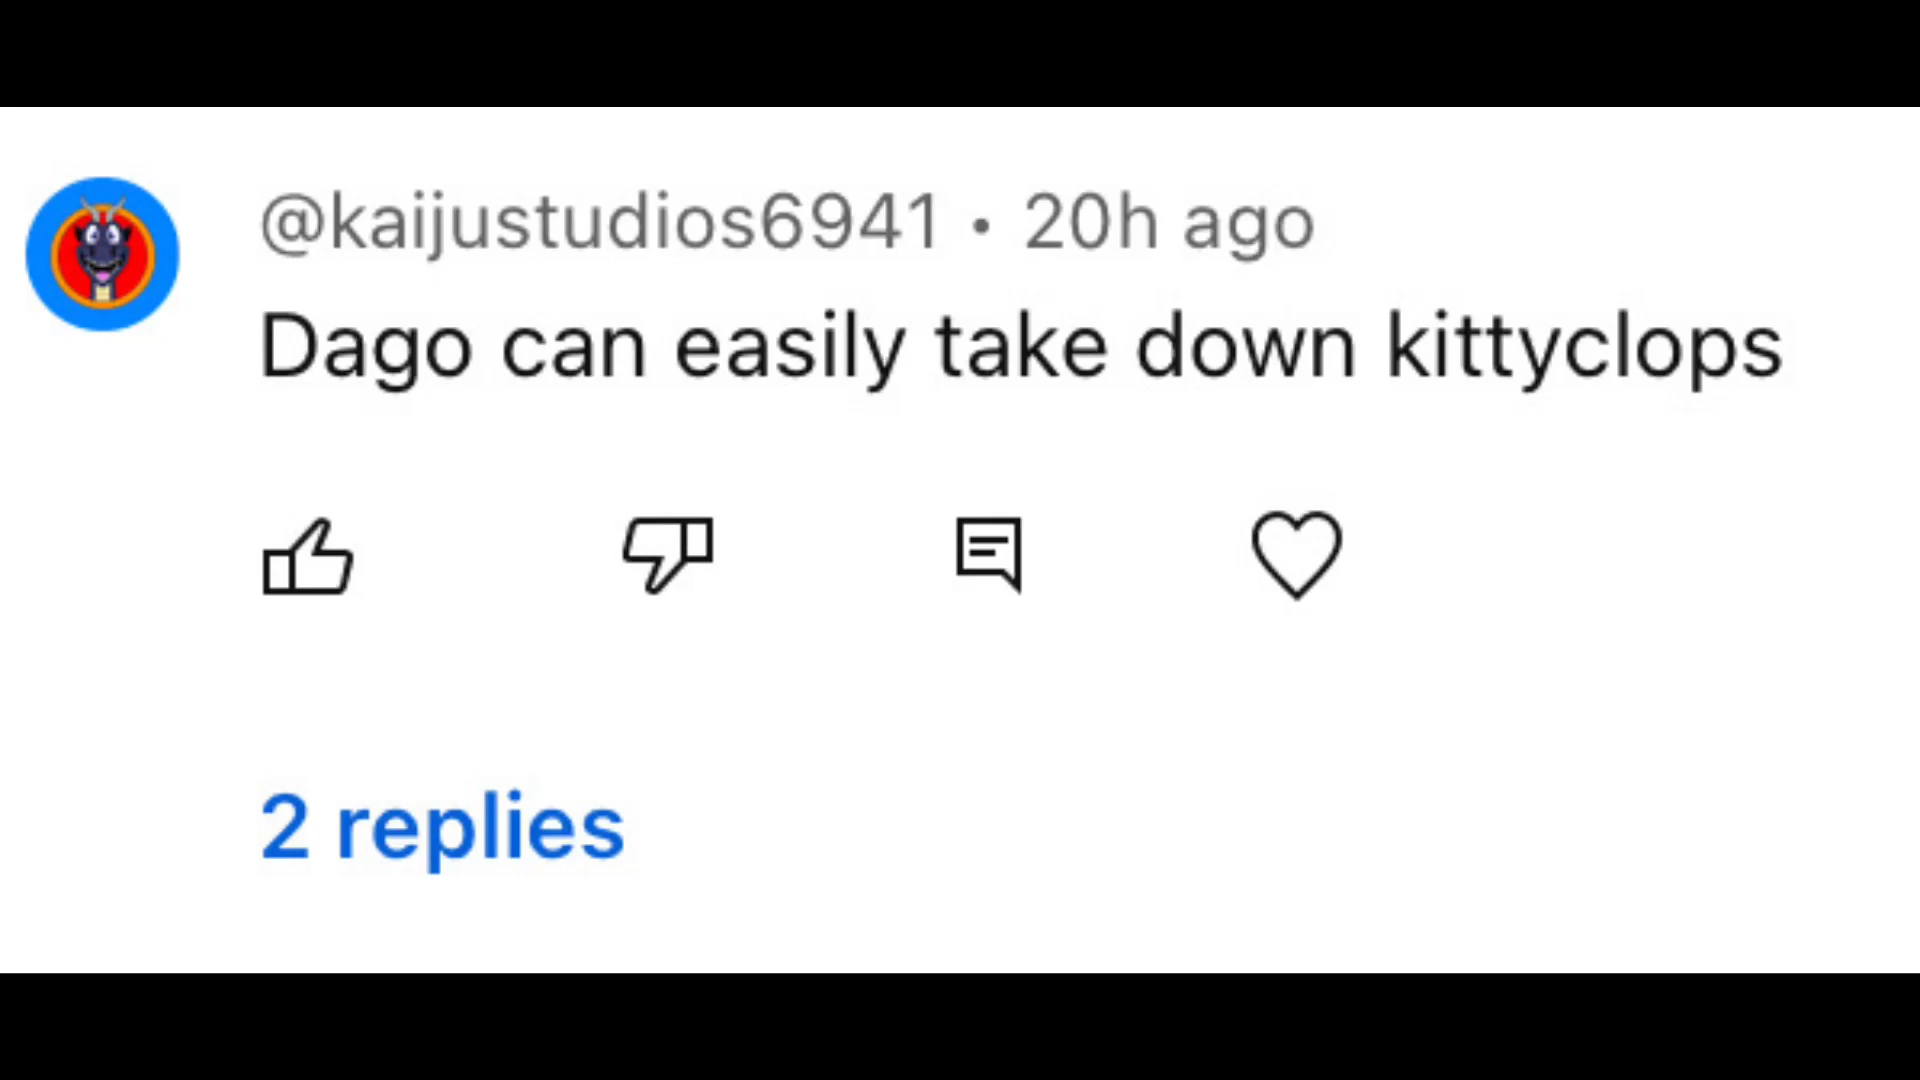 @kaijustudios6941 • 20h ago
Dago can easily take down kittyclops
2 replies